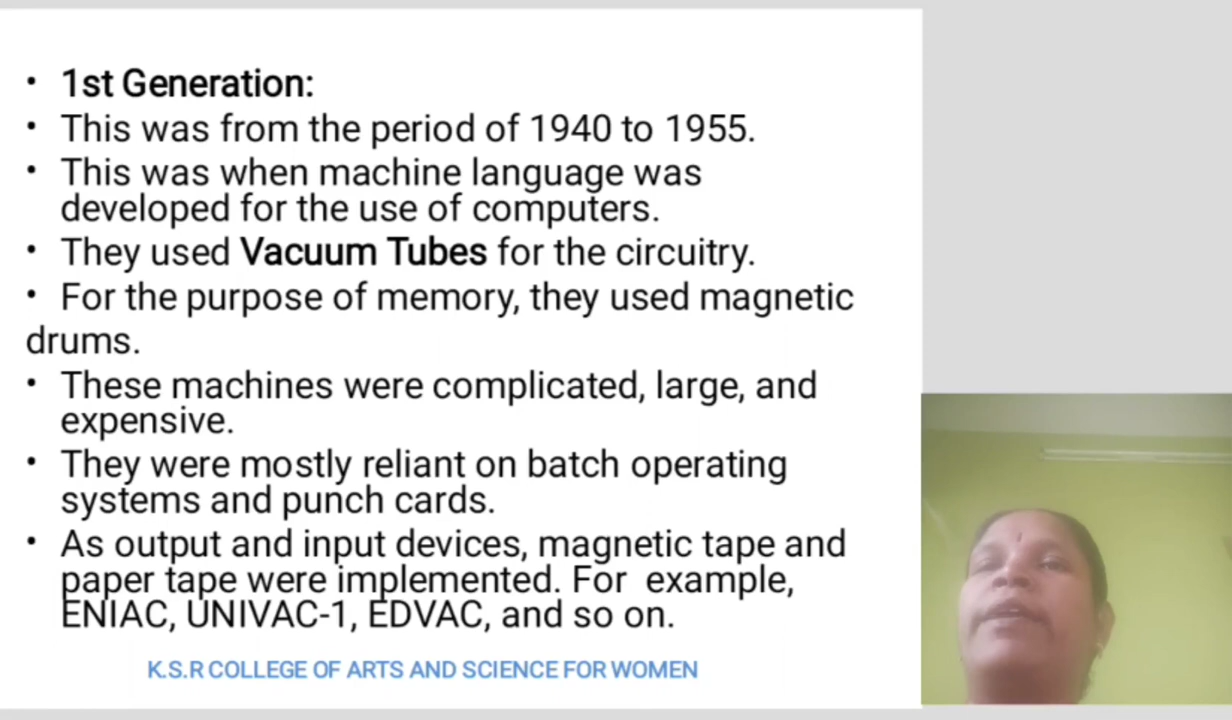 • 1st Generation:
• This was from the period of 1940 to 1955.
• This was when machine language was
developed for the use of computers.
• They used Vacuum Tubes for the circuitry.
• For the purpose of memory, they used magnetic
drums.
• These machines were complicated, large, and
expensive.
• They were mostly reliant on batch operating
systems and punch cards.
• As output and input devices, magnetic tape and
paper tape were implemented. For example,
ENIAC, UNIVAC-1, EDVAC, and so on.
K.S.R COLLEGE OF ARTS AND SCIENCE FOR WOMEN